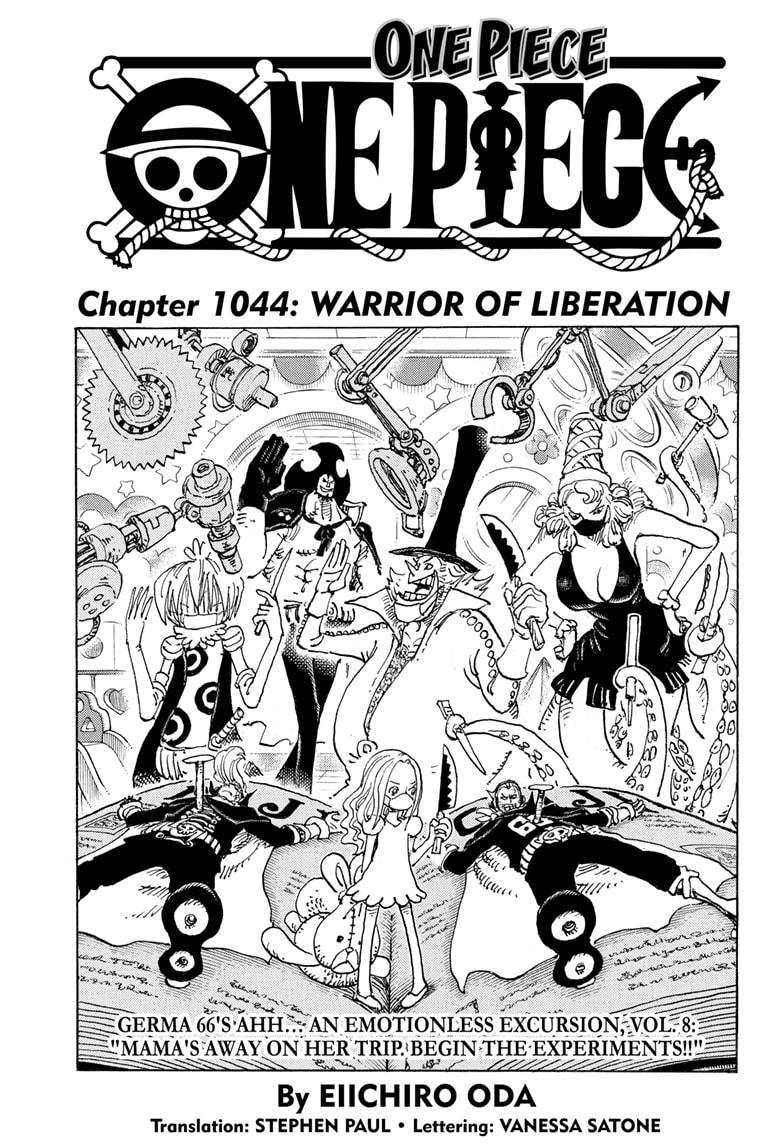 ONE PIECE
ONE PIECE
Chapter 1044: WARRIOR OF LIBERATION
C
6
J
J
GERMA 66'S AHH... AN EMOTIONLESS EXCURSION, VOL. 8:
"MAMA'S AWAY ON HER TRIP. BEGIN THE EXPERIMENTS!!"
By EIICHIRO ODA
Translation: STEPHEN PAUL • Lettering: VANESSA SATONE